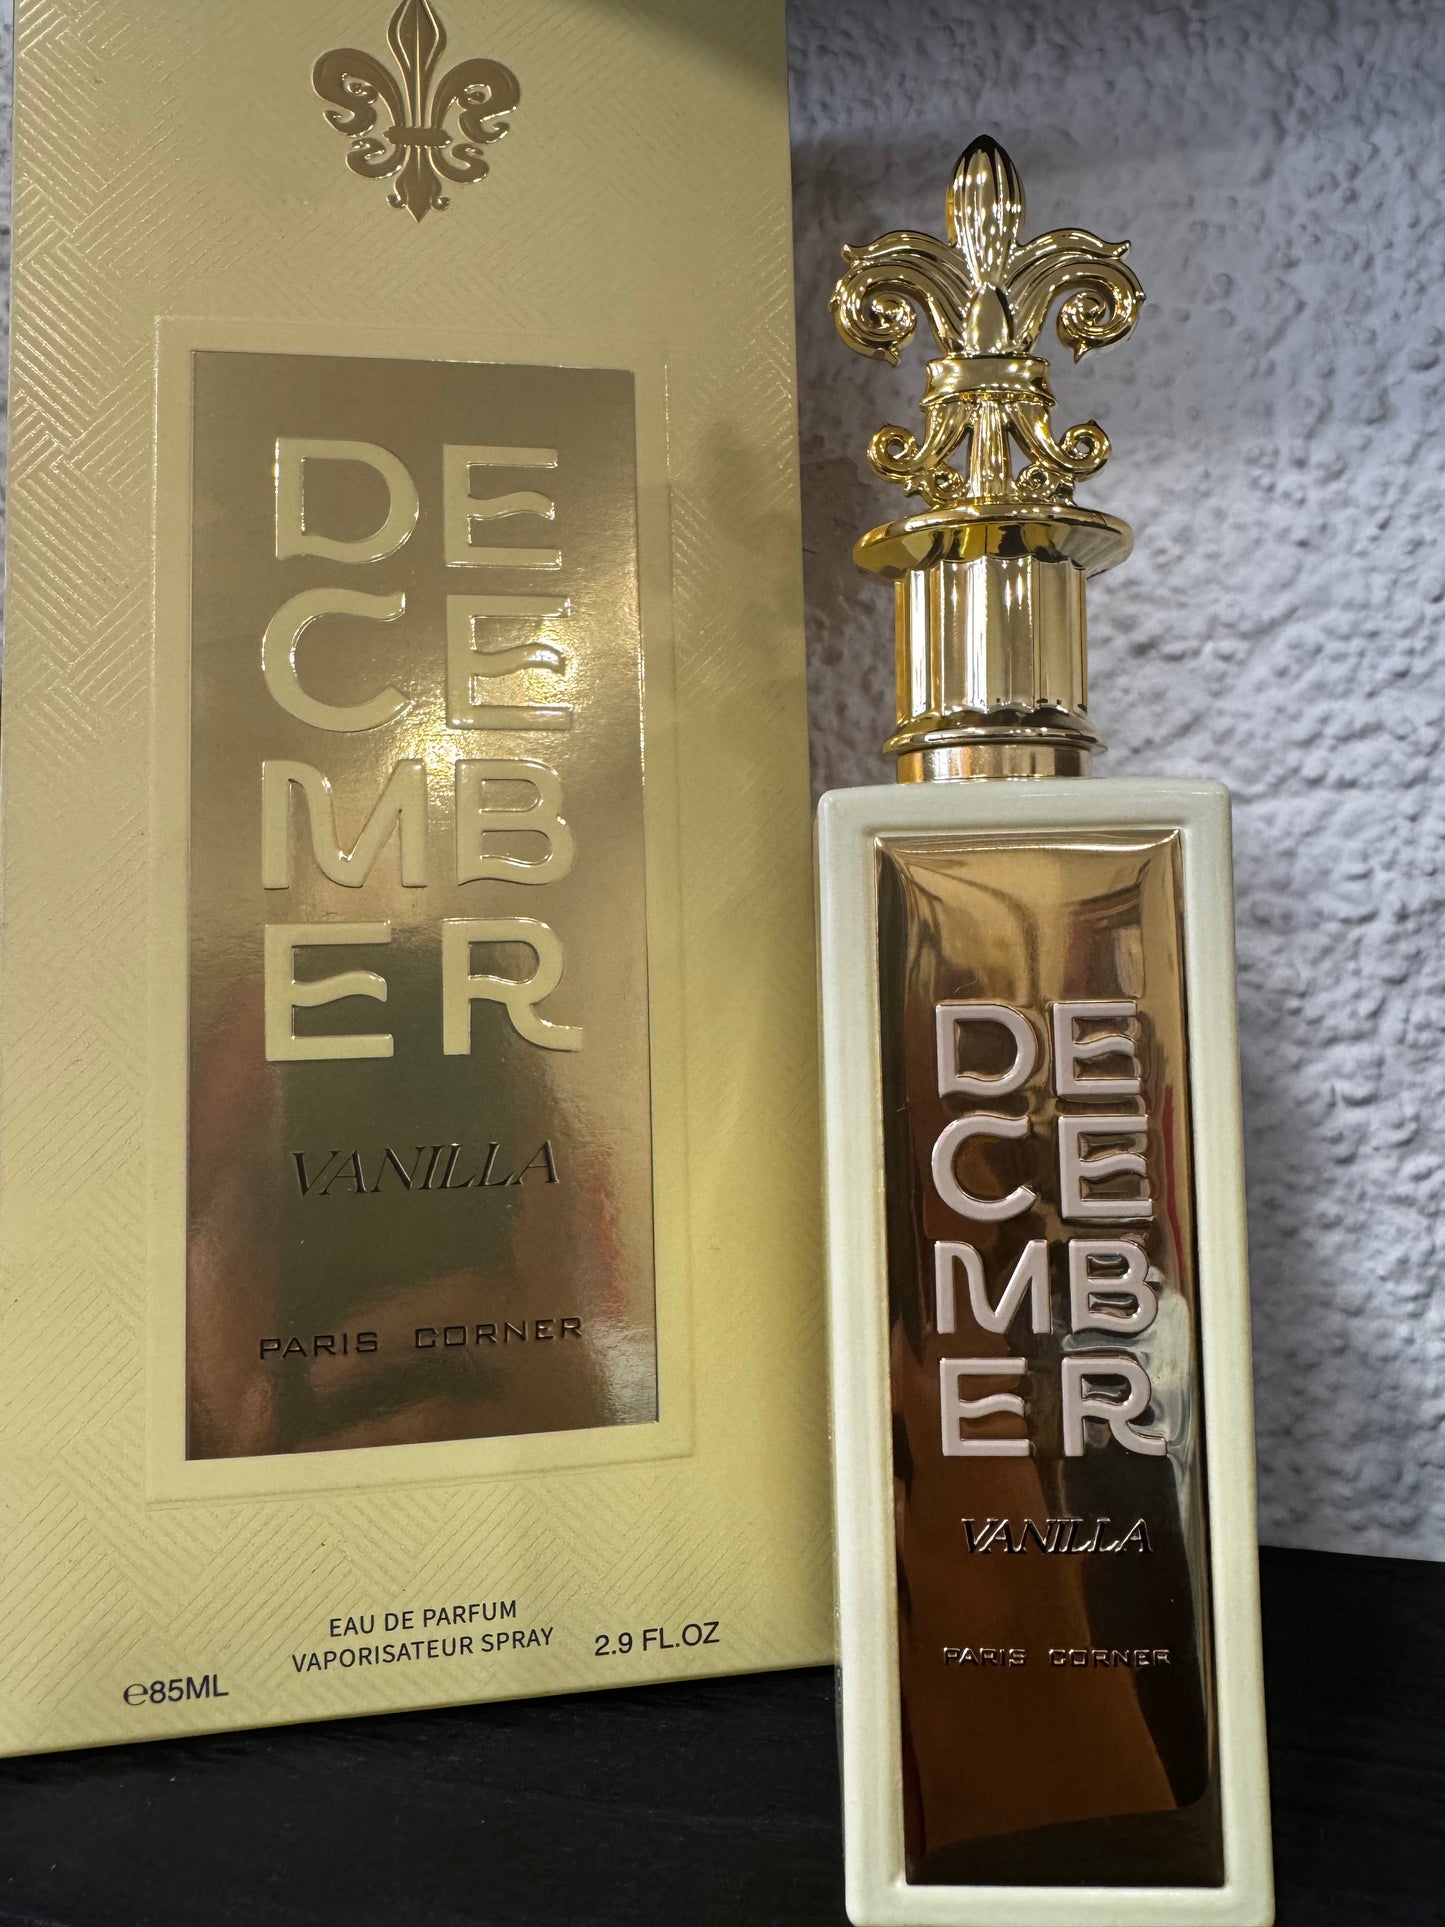 DE
CE
MB
ER
VANILLA
PARIS CORNER
EAU DE PARFUM
VAPORISATEUR SPRAY
℮85ML
2.9 FL.OZ
DE
CE
MB
ER
VANILLA
PARIS CORNER